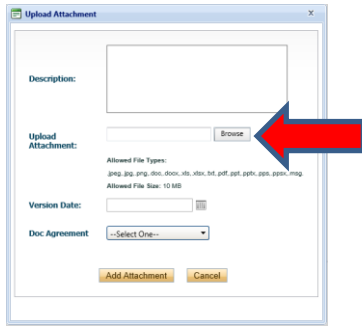 Upload Attachment x
Description:
Upload
Attachment:
Browse
Allowed File Types:
.jpeg,.jpg,.png,.doc,.docx,.xls,.xlsx,.txt,.pdf,.ppt,.pptx,.pps,.ppsx,.msg.
Allowed File Size: 10 MB
Version Date:
Doc Agreement --Select One--
Add Attachment Cancel